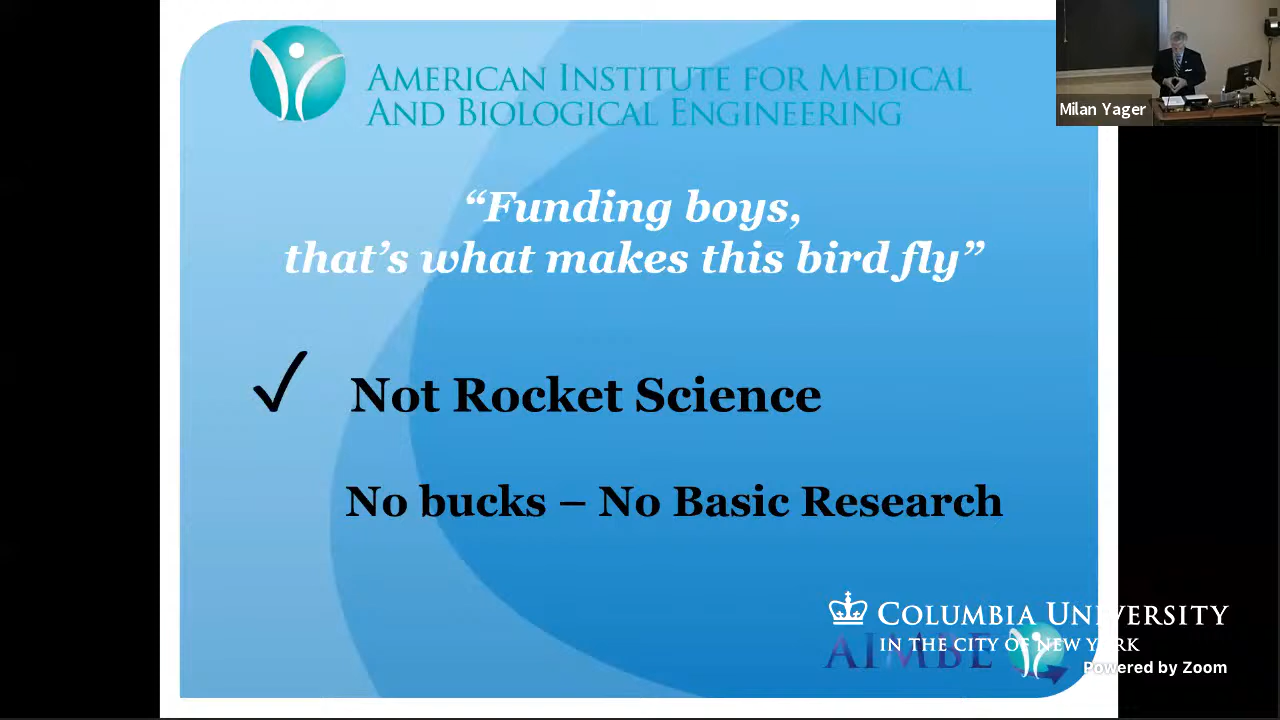 AMERICAN INSTITUTE FOR MEDICAL
AND BIOLOGICAL ENGINEERING
Milan Yager
“Funding boys,
that’s what makes this bird fly”
✓ Not Rocket Science
No bucks – No Basic Research
COLUMBIA UNIVERSITY
IN THE CITY OF NEW YORK
AIMBE
Powered by Zoom